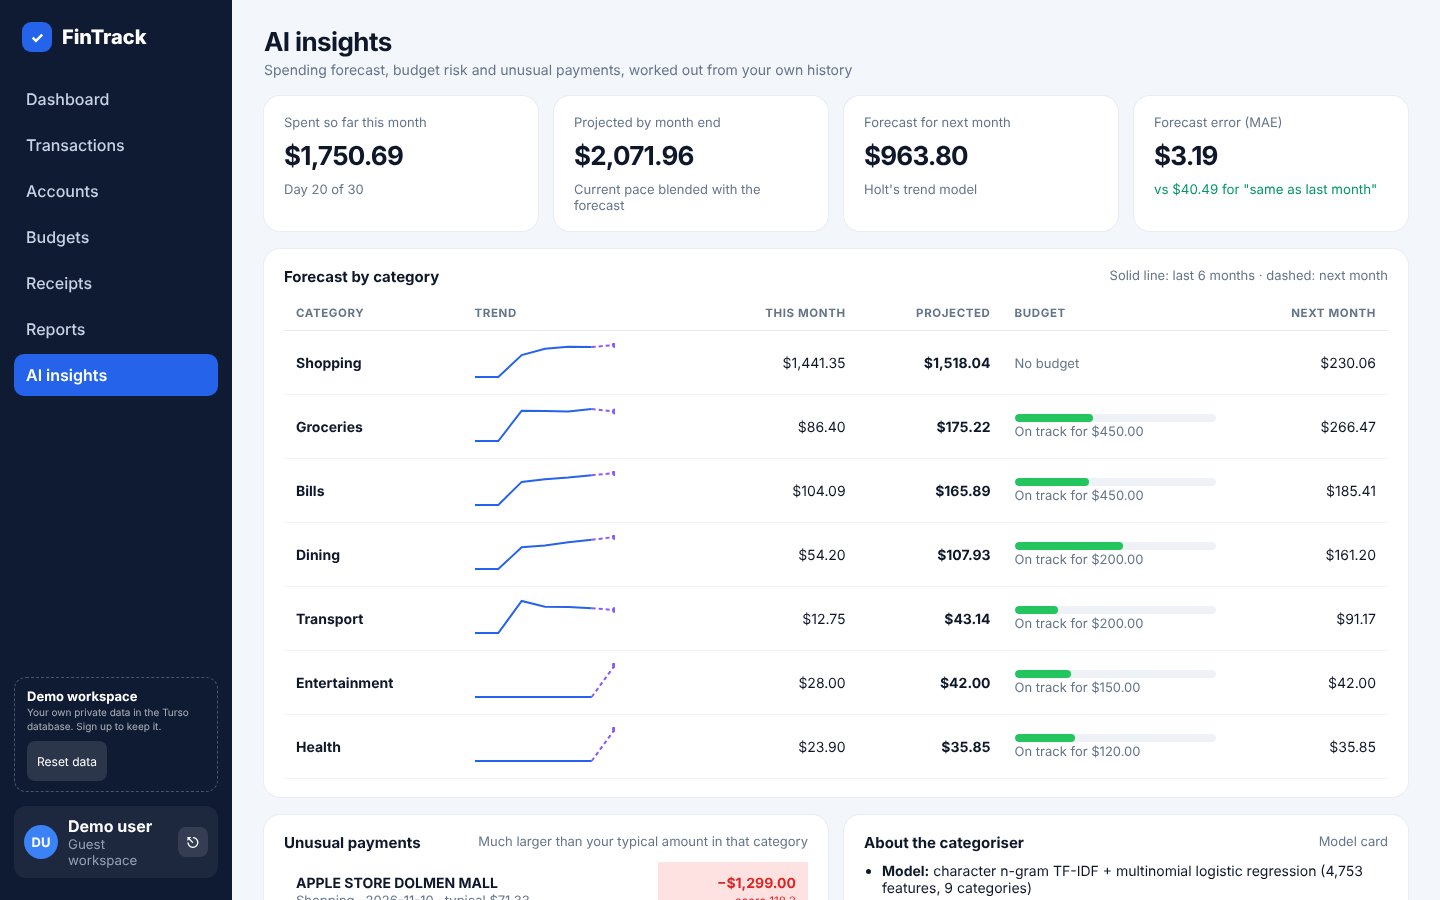 FinTrack
Dashboard
Transactions
Accounts
Budgets
Receipts
Reports
AI insights
Demo workspace
Your own private data in the Turso
database. Sign up to keep it.
Reset data
DU
Demo user
Guest
workspace
AI insights
Spending forecast, budget risk and unusual payments, worked out from your own history
Spent so far this month
$1,750.69
Day 20 of 30
Projected by month end
$2,071.96
Current pace blended with the
forecast
Forecast for next month
$963.80
Holt's trend model
Forecast error (MAE)
$3.19
vs $40.49 for "same as last month"
Forecast by category
Solid line: last 6 months · dashed: next month
CATEGORY TREND THIS MONTH PROJECTED BUDGET NEXT MONTH
Shopping $1,441.35 $1,518.04 No budget $230.06
Groceries $86.40 $175.22 On track for $450.00 $266.47
Bills $104.09 $165.89 On track for $450.00 $185.41
Dining $54.20 $107.93 On track for $200.00 $161.20
Transport $12.75 $43.14 On track for $200.00 $91.17
Entertainment $28.00 $42.00 On track for $150.00 $42.00
Health $23.90 $35.85 On track for $120.00 $35.85
Unusual payments
Much larger than your typical amount in that category
APPLE STORE DOLMEN MALL
−$1,299.00
Shopping · 2026-11-10 · typical $71.33
score 118.2
About the categoriser
Model card
• Model: character n-gram TF-IDF + multinomial logistic regression (4,753
features, 9 categories)